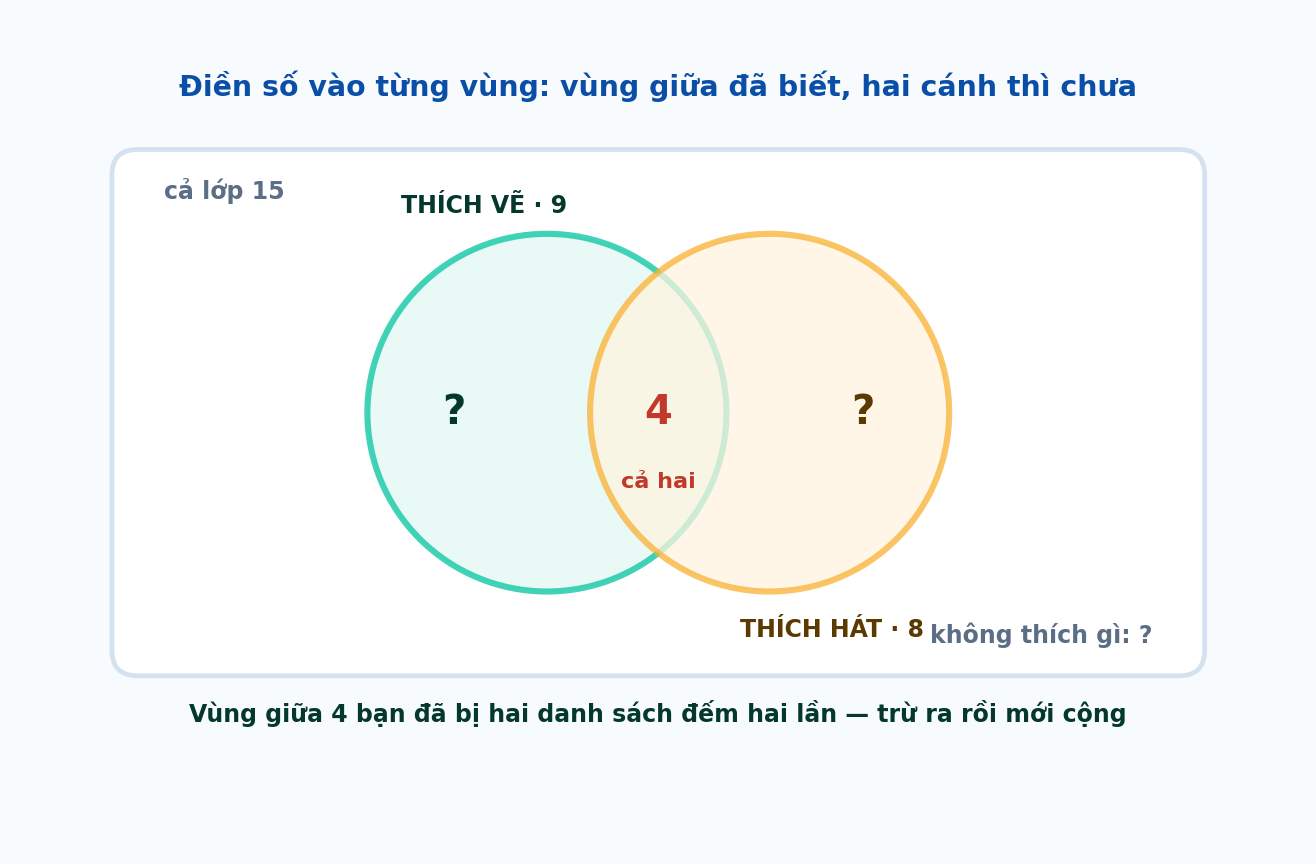 Điền số vào từng vùng: vùng giữa đã biết, hai cánh thì chưa
cả lớp 15
THÍCH VẼ · 9
? 4 ?
cả hai
THÍCH HÁT · 8 không thích gì: ?
Vùng giữa 4 bạn đã bị hai danh sách đếm hai lần — trừ ra rồi mới cộng